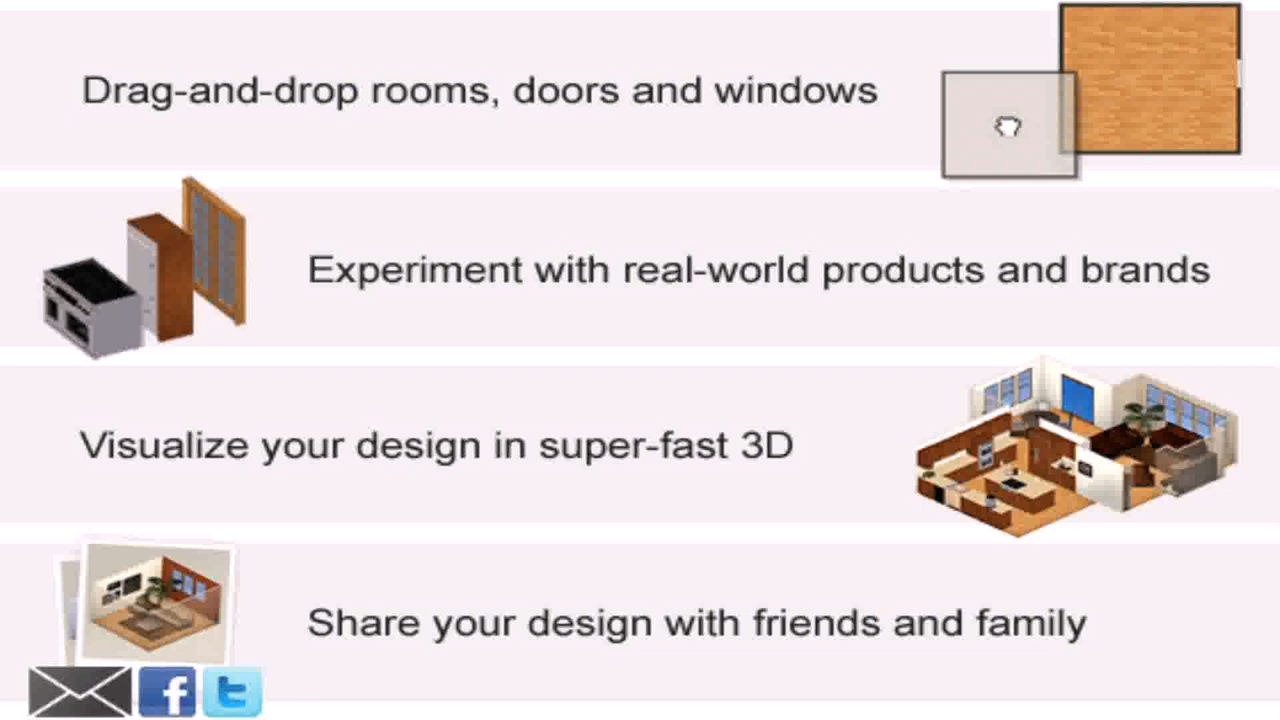 Drag-and-drop rooms, doors and windows
Experiment with real-world products and brands
Visualize your design in super-fast 3D
Share your design with friends and family